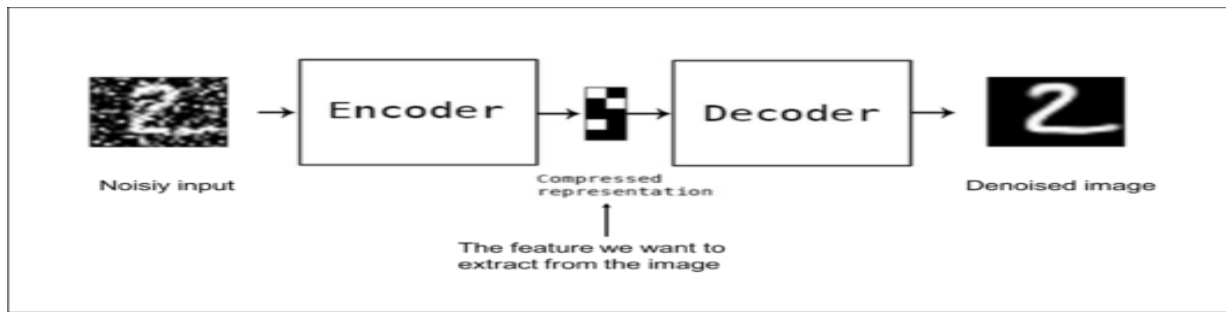 Encoder
Decoder
Noisiy input
Compressed
representation
Denoised image
The feature we want to
extract from the image